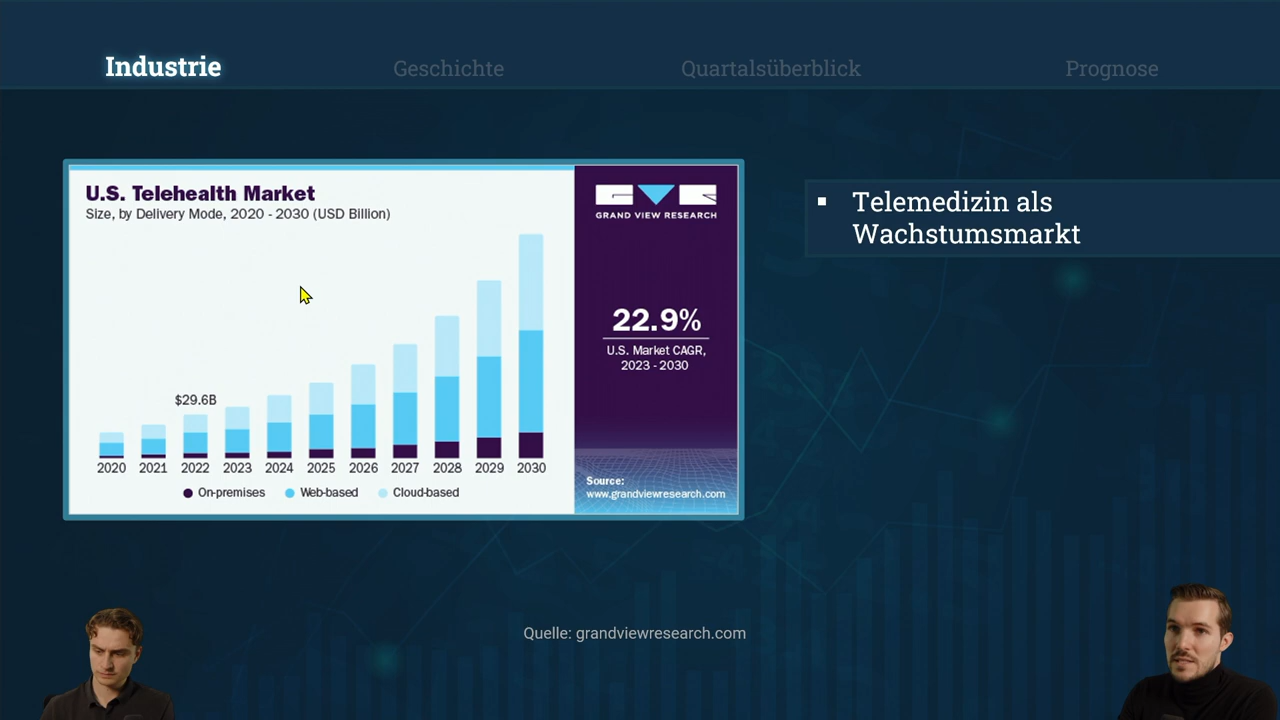 Industrie
Geschichte
Quartalsüberblick
Prognose
U.S. Telehealth Market
Size, by Delivery Mode, 2020 - 2030 (USD Billion)
$29.6B
2020 2021 2022 2023 2024 2025 2026 2027 2028 2029 2030
On-premises Web-based Cloud-based
GRAND VIEW RESEARCH
22.9%
U.S. Market CAGR,
2023 - 2030
Source:
www.grandviewresearch.com
▪ Telemedizin als
Wachstumsmarkt
Quelle: grandviewresearch.com